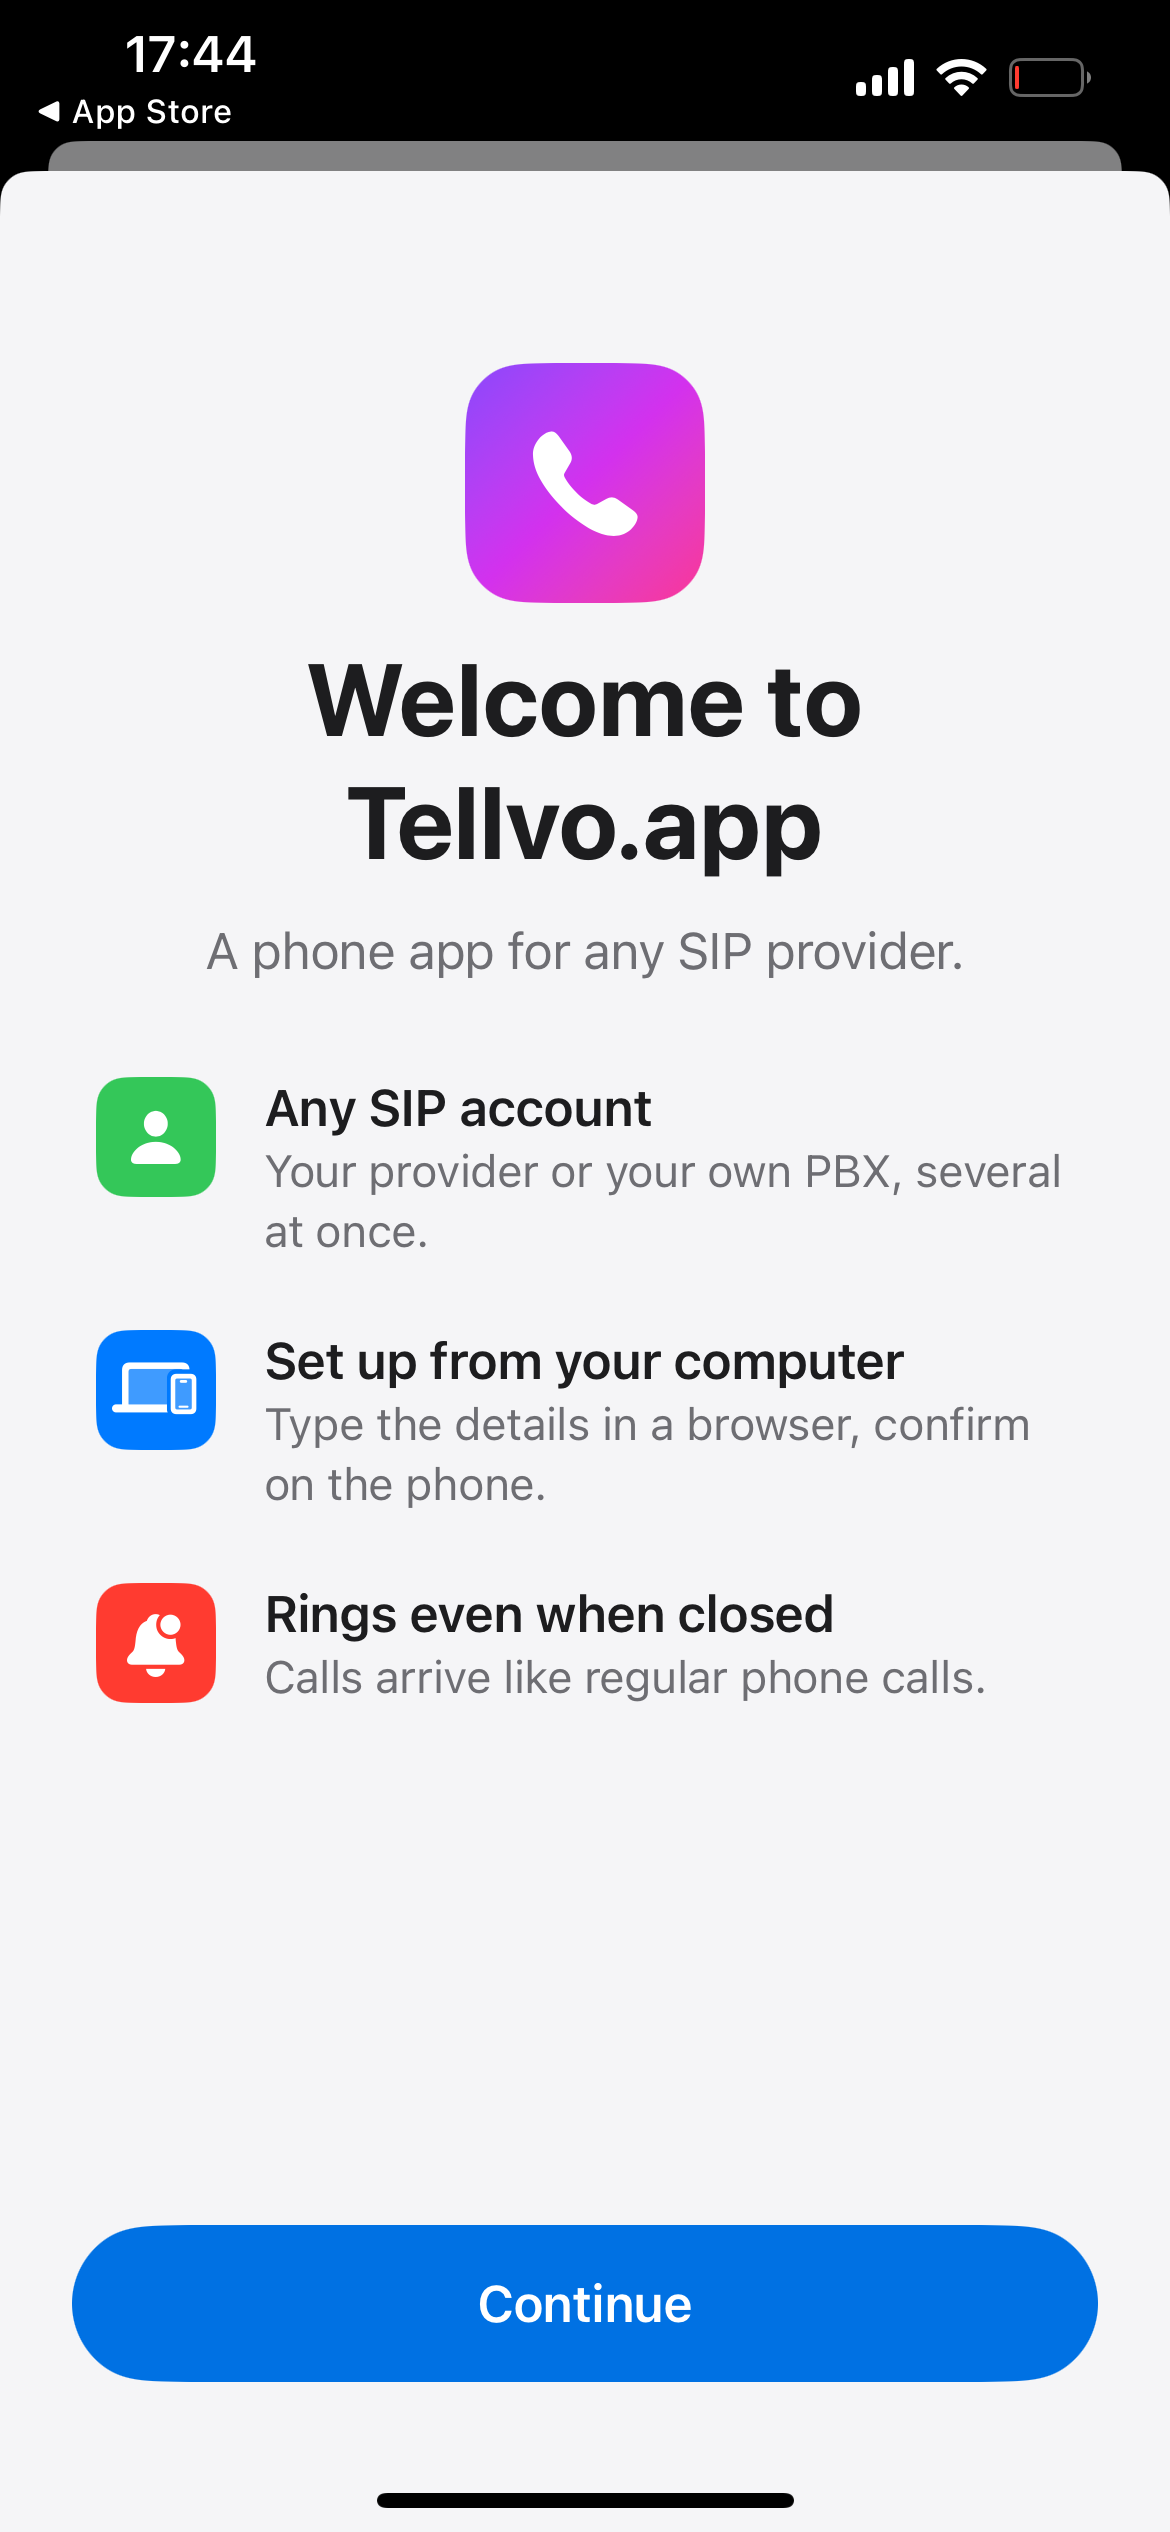 17:44
App Store
Welcome to
Tellvo.app
A phone app for any SIP provider.
Any SIP account
Your provider or your own PBX, several
at once.
Set up from your computer
Type the details in a browser, confirm
on the phone.
Rings even when closed
Calls arrive like regular phone calls.
Continue